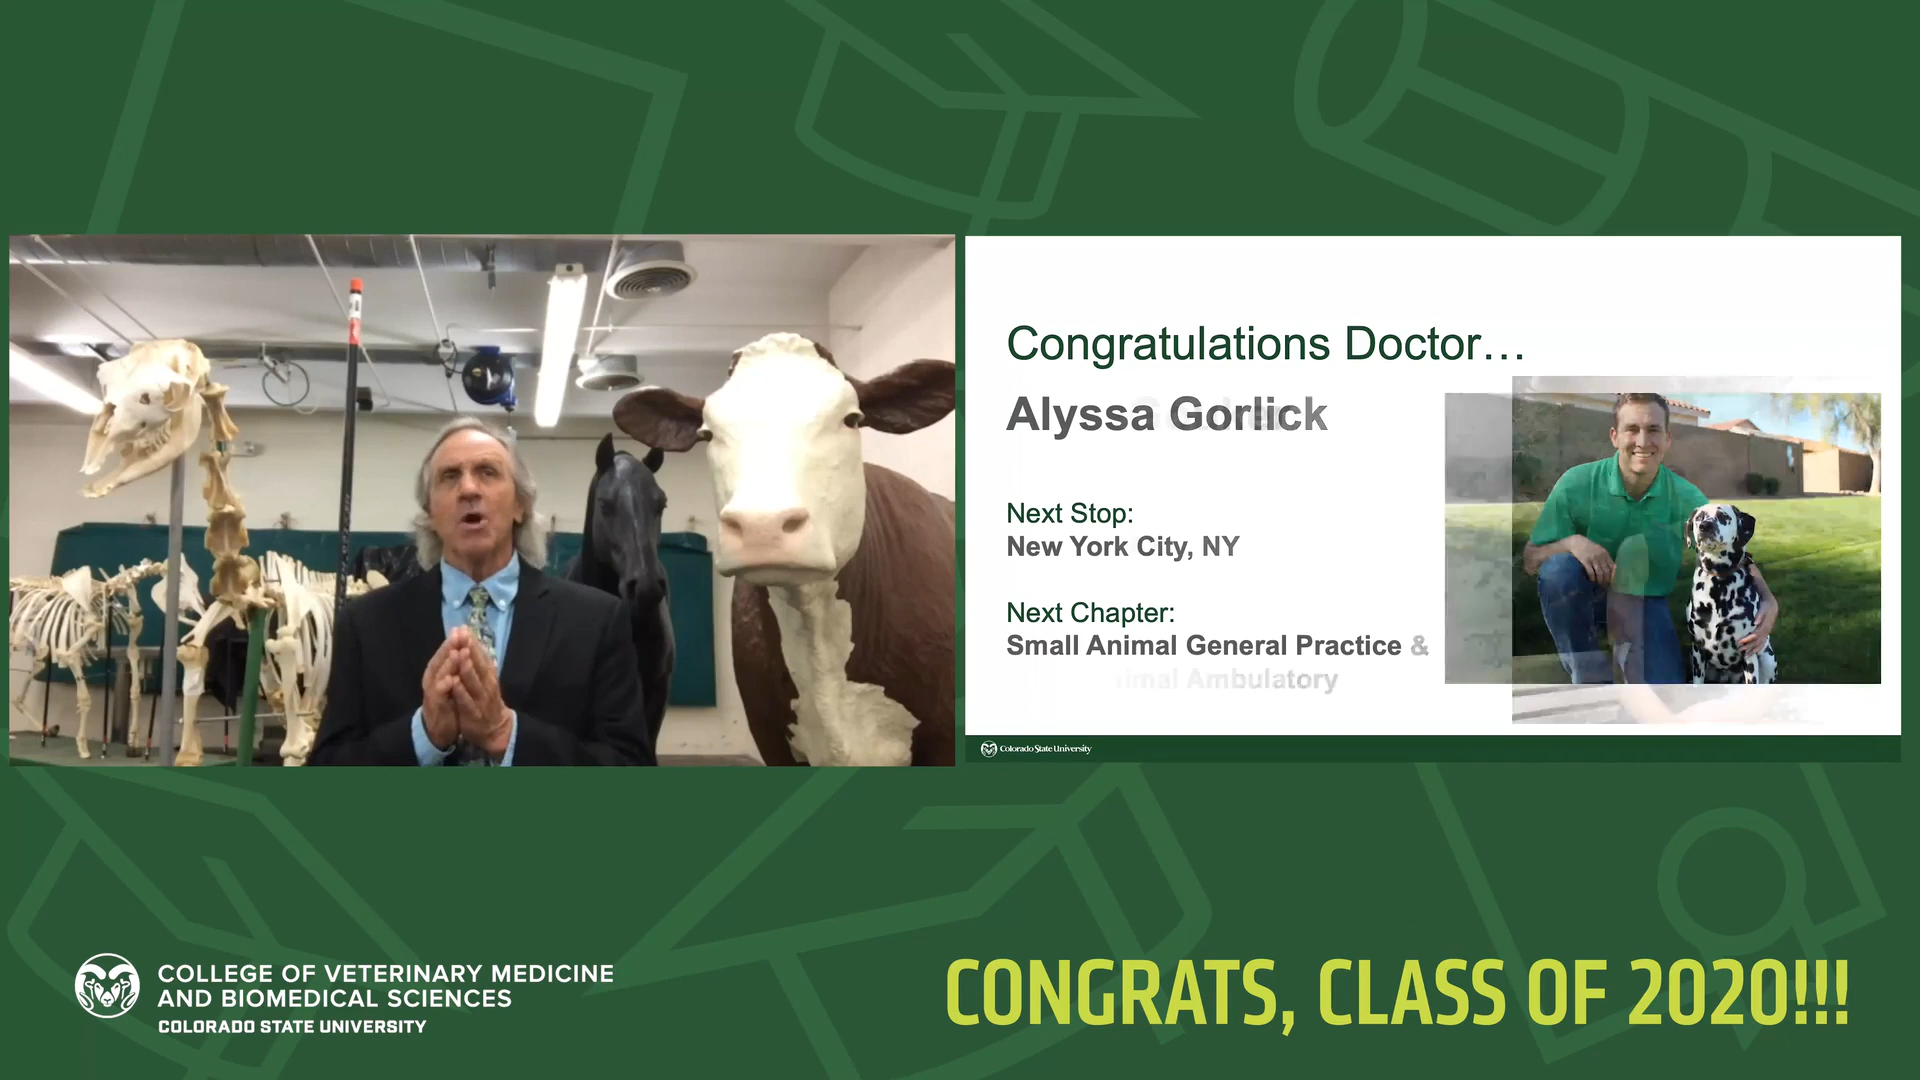 Congratulations Doctor…
Alyssa Gorlick
Next Stop:
New York City, NY
Next Chapter:
Small Animal General Practice &
Ambulatory
Colorado State University
COLLEGE OF VETERINARY MEDICINE
AND BIOMEDICAL SCIENCES
COLORADO STATE UNIVERSITY
CONGRATS, CLASS OF 2020!!!